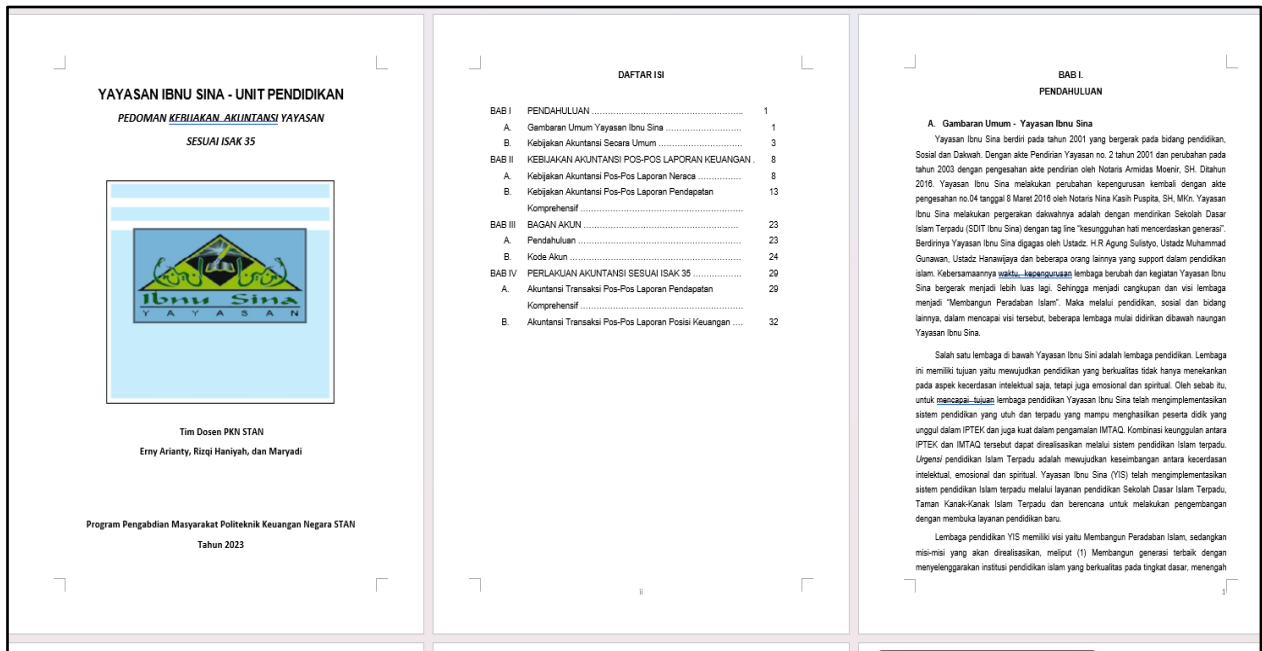 YAYASAN IBNU SINA - UNIT PENDIDIKAN
PEDOMAN KEBIJAKAN AKUNTANSI YAYASAN
SESUAI ISAK 35
Ibnu Sina
Y A Y A S A N
Tim Dosen PKN STAN
Erny Arianty, Rizqi Haniyah, dan Maryadi
Program Pengabdian Masyarakat Politeknik Keuangan Negara STAN
Tahun 2023
DAFTAR ISI
BAB I PENDAHULUAN ................................................... 1
A. Gambaran Umum Yayasan Ibnu Sina .......................... 1
B. Kebijakan Akuntansi Secara Umum ............................ 3
BAB II KEBIJAKAN AKUNTANSI POS-POS LAPORAN KEUANGAN . 8
A. Kebijakan Akuntansi Pos-Pos Laporan Neraca ............... 8
B. Kebijakan Akuntansi Pos-Pos Laporan Pendapatan 13
Komprehensif .......................................................
BAB III BAGAN AKUN ..................................................... 23
A. Pendahuluan ....................................................... 23
B. Kode Akun .......................................................... 24
BAB IV PERLAKUAN AKUNTANSI SESUAI ISAK 35 ................. 29
A. Akuntansi Transaksi Pos-Pos Laporan Pendapatan 29
Komprehensif .......................................................
B. Akuntansi Transaksi Pos-Pos Laporan Posisi Keuangan .... 32
ii
BAB I.
PENDAHULUAN
A. Gambaran Umum - Yayasan Ibnu Sina
Yayasan Ibnu Sina berdiri pada tahun 2001 yang bergerak pada bidang pendidikan,
Sosial dan Dakwah. Dengan akte Pendirian Yayasan no. 2 tahun 2001 dan perubahan pada
tahun 2003 dengan pengesahan akte pendirian oleh Notaris Armidas Moenir, SH. Ditahun
2016. Yayasan Ibnu Sina melakukan perubahan kepengurusan kembali dengan akte
pengesahan no.04 tanggal 8 Maret 2016 oleh Notaris Nina Kasih Puspita, SH, MKn. Yayasan
Ibnu Sina melakukan pergerakan dakwahnya adalah dengan mendirikan Sekolah Dasar
Islam Terpadu (SDIT Ibnu Sina) dengan tag line "kesungguhan hati mencerdaskan generasi".
Berdirinya Yayasan Ibnu Sina digagas oleh Ustadz. H.R Agung Sulistyo, Ustadz Muhammad
Gunawan, Ustadz Hanawijaya dan beberapa orang lainnya yang support dalam pendidikan
islam. Kebersamaannya waktu, kepengurusan lembaga berubah dan kegiatan Yayasan Ibnu
Sina bergerak menjadi lebih luas lagi. Sehingga menjadi cangkupan dan visi lembaga
menjadi "Membangun Peradaban Islam". Maka melalui pendidikan, sosial dan bidang
lainnya, dalam mencapai visi tersebut, beberapa lembaga mulai didirikan dibawah naungan
Yayasan Ibnu Sina.
Salah satu lembaga di bawah Yayasan Ibnu Sini adalah lembaga pendidikan. Lembaga
ini memiliki tujuan yaitu mewujudkan pendidikan yang berkualitas tidak hanya menekankan
pada aspek kecerdasan intelektual saja, tetapi juga emosional dan spiritual. Oleh sebab itu,
untuk mencapai tujuan lembaga pendidikan Yayasan Ibnu Sina telah mengimplementasikan
sistem pendidikan yang utuh dan terpadu yang mampu menghasilkan peserta didik yang
unggul dalam IPTEK dan juga kuat dalam pengamalan IMTAQ. Kombinasi keunggulan antara
IPTEK dan IMTAQ tersebut dapat direalisasikan melalui sistem pendidikan Islam terpadu.
Urgensi pendidikan Islam Terpadu adalah mewujudkan keseimbangan antara kecerdasan
intelektual, emosional dan spiritual. Yayasan Ibnu Sina (YIS) telah mengimplementasikan
sistem pendidikan Islam terpadu melalui layanan pendidikan Sekolah Dasar Islam Terpadu,
Taman Kanak-Kanak Islam Terpadu dan berencana untuk melakukan pengembangan
dengan membuka layanan pendidikan baru.
Lembaga pendidikan YIS memiliki visi yaitu Membangun Peradaban Islam, sedangkan
misi-misi yang akan direalisasikan, meliput (1) Membangun generasi terbaik dengan
menyelenggarakan institusi pendidikan islam yang berkualitas pada tingkat dasar, menengah